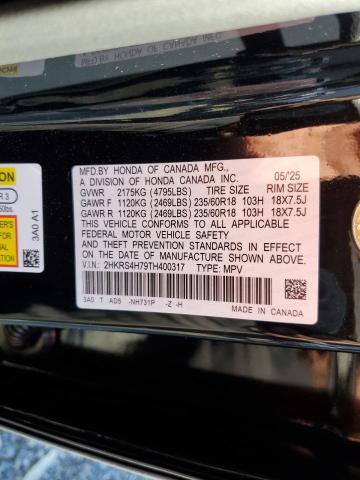 MFD.BY HONDA OF CANADA MFG.,
A DIVISION OF HONDA CANADA INC. 05/'25
GVWR 2175KG (4795LBS) TIRE SIZE RIM SIZE
GAWR F 1120KG (2469LBS) 235/60R18 103H 18X7.5J
GAWR R 1120KG (2469LBS) 235/60R18 103H 18X7.5J
THIS VEHICLE CONFORMS TO ALL APPLICABLE
FEDERAL MOTOR VEHICLE SAFETY
STANDARDS IN EFFECT
ON THE DATE OF MANUFACTURE SHOWN ABOVE.
V.I.N: 2HKRS4H79TH400317 TYPE: MPV
3A0 T AD5 -NH731P -Z -H MADE IN CANADA
3A0 A1